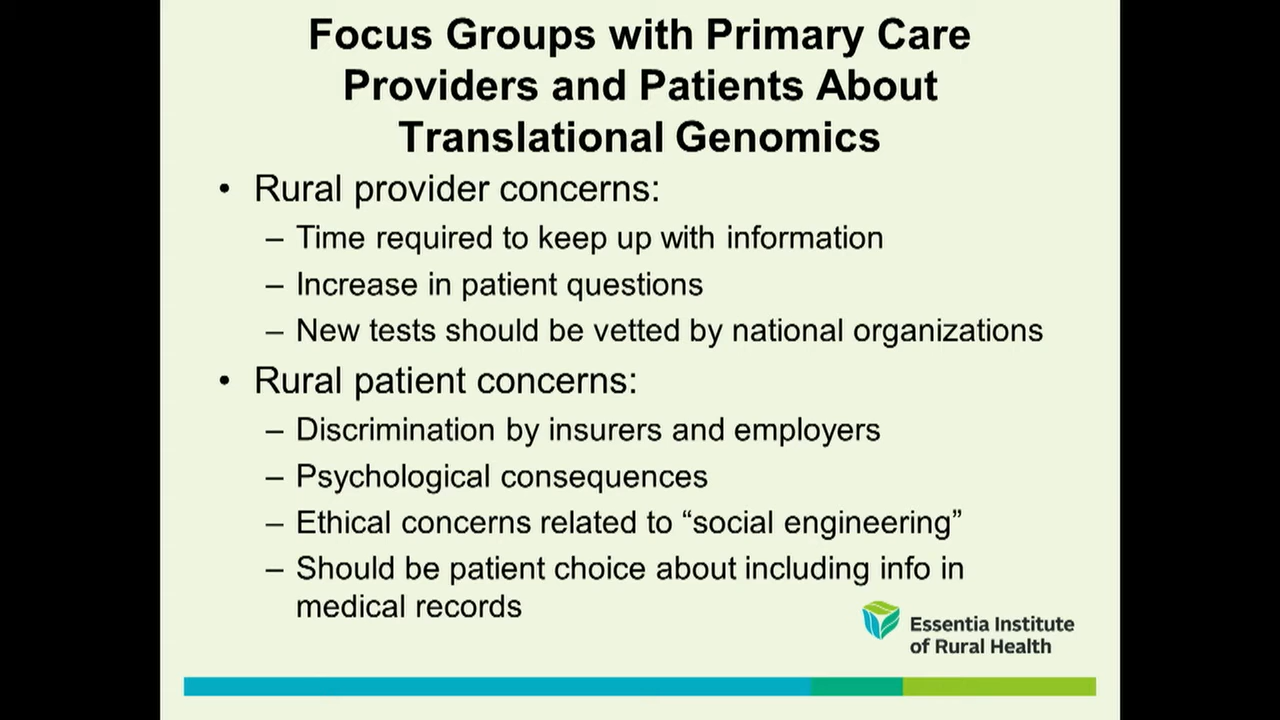 Focus Groups with Primary Care
Providers and Patients About
Translational Genomics
• Rural provider concerns:
– Time required to keep up with information
– Increase in patient questions
– New tests should be vetted by national organizations
• Rural patient concerns:
– Discrimination by insurers and employers
– Psychological consequences
– Ethical concerns related to “social engineering”
– Should be patient choice about including info in
medical records
Essentia Institute
of Rural Health